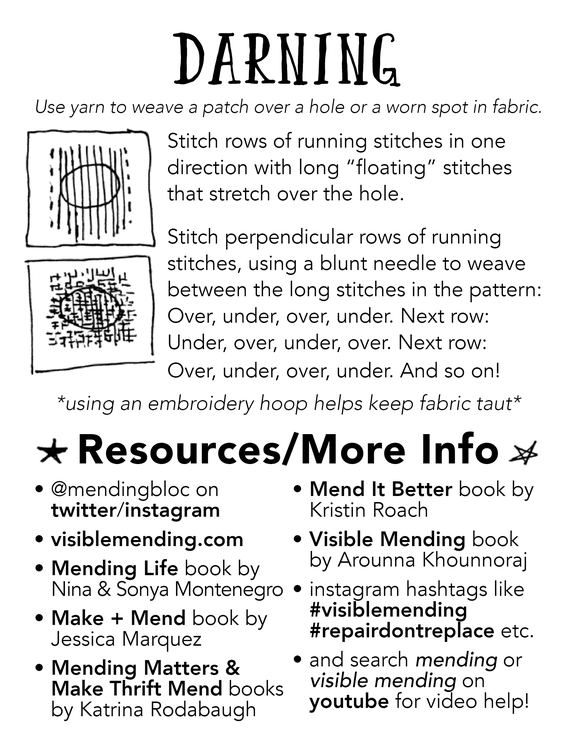 DARNING
Use yarn to weave a patch over a hole or a worn spot in fabric.
Stitch rows of running stitches in one
direction with long “floating” stitches
that stretch over the hole.
Stitch perpendicular rows of running
stitches, using a blunt needle to weave
between the long stitches in the pattern:
Over, under, over, under. Next row:
Under, over, under, over. Next row:
Over, under, over, under. And so on!
*using an embroidery hoop helps keep fabric taut*
Resources/More Info
• @mendingbloc on
twitter/instagram
• visiblemending.com
• Mending Life book by
Nina & Sonya Montenegro
• Make + Mend book by
Jessica Marquez
• Mending Matters &
Make Thrift Mend books
by Katrina Rodabaugh
• Mend It Better book by
Kristin Roach
• Visible Mending book
by Arounna Khounnoraj
• instagram hashtags like
#visiblemending
#repairdontreplace etc.
• and search mending or
visible mending on
youtube for video help!